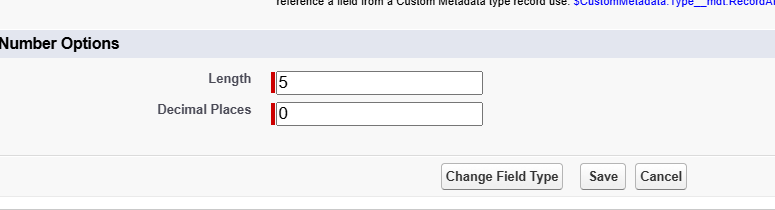 reference a field from a Custom Metadata type record use: $CustomMetadata.Type__mdt.RecordA
Number Options
Length 5
Decimal Places 0
Change Field Type Save Cancel